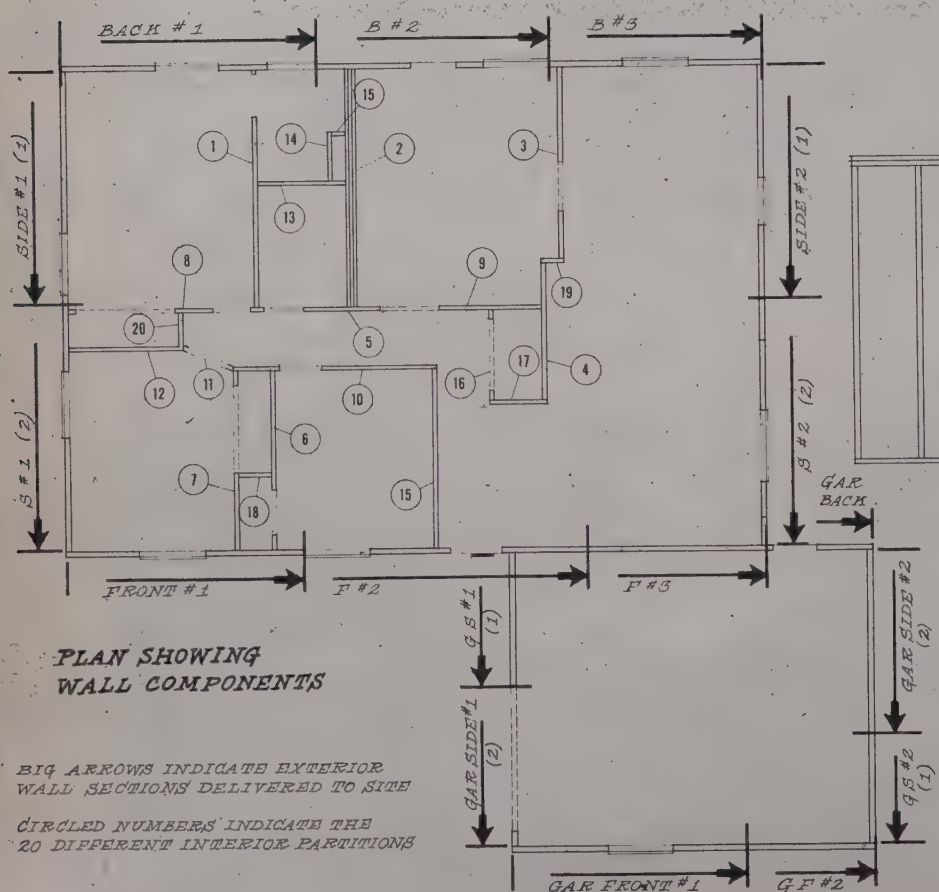 BACK #1
B #2
B #3
SIDE #1 (1)
SIDE #2 (1)
15
14
1
2
3
13
8
9
19
20
5
12
11
10
16
17
4
S #1 (2)
S #2 (2)
6
7
18
15
GAR
BACK
FRONT #1
F #2
F #3
G S #1
(1)
GAR SIDE #2
(2)
PLAN SHOWING
WALL COMPONENTS
GAR SIDE #1
(2)
G S #2
(1)
BIG ARROWS INDICATE EXTERIOR
WALL SECTIONS DELIVERED TO SITE
CIRCLED NUMBERS INDICATE THE
20 DIFFERENT INTERIOR PARTITIONS
GAR FRONT #1
G F #2